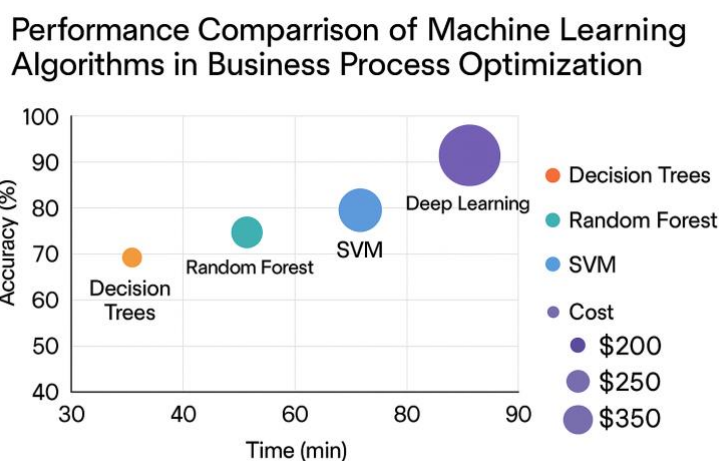 Performance Comparrison of Machine Learning
Algorithms in Business Process Optimization
100
90
80
70
60
50
40
Accuracy (%)
30
40
60
80
90
Time (min)
Decision
Trees
Random Forest
SVM
Deep Learning
Decision Trees
Random Forest
SVM
Cost
$200
$250
$350